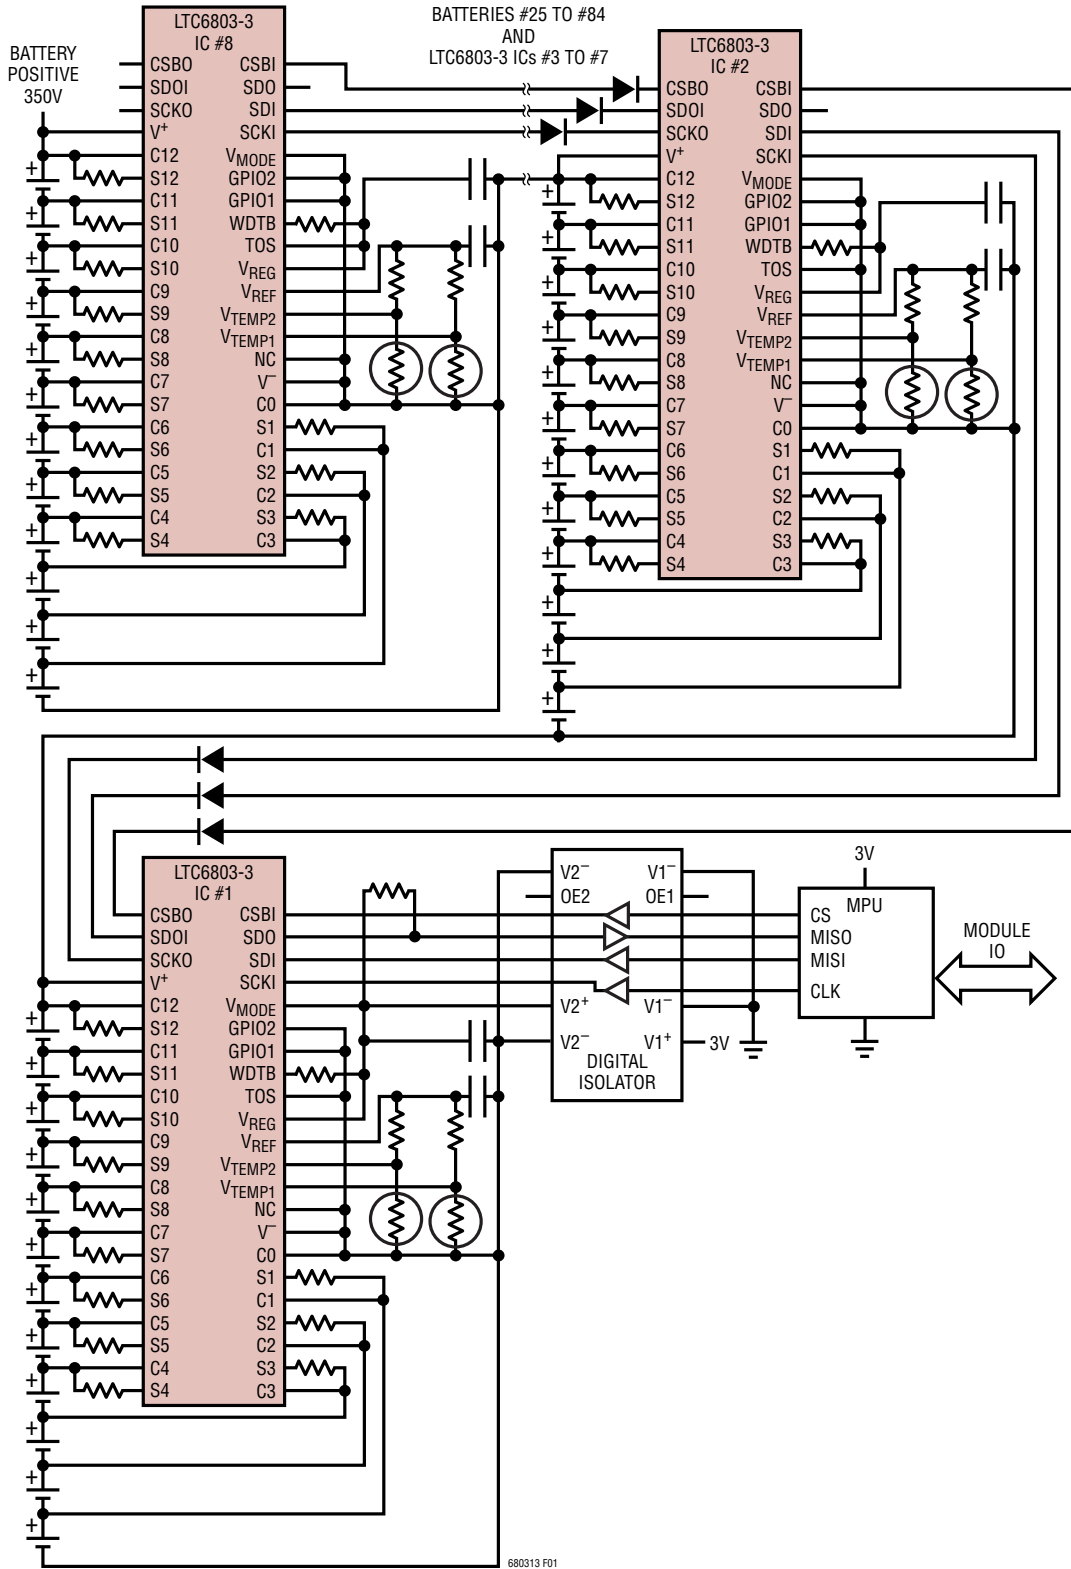 BATTERIES #25 TO #84
AND
LTC6803-3 ICs #3 TO #7
BATTERY
POSITIVE
350V
LTC6803-3
IC #8
CSBO CSBI
SDOI SDO
SCKO SDI
V+ SCKI
C12 VMODE
S12 GPIO2
C11 GPIO1
S11 WDTB
C10 TOS
S10 VREG
C9 VREF
S9 VTEMP2
C8 VTEMP1
S8 NC
C7 V–
S7 C0
C6 S1
S6 C1
C5 S2
S5 C2
C4 S3
S4 C3
+
+
+
+
+
+
+
+
+
+
+
+
LTC6803-3
IC #2
CSBO CSBI
SDOI SDO
SCKO SDI
V+ SCKI
C12 VMODE
S12 GPIO2
C11 GPIO1
S11 WDTB
C10 TOS
S10 VREG
C9 VREF
S9 VTEMP2
C8 VTEMP1
S8 NC
C7 V–
S7 C0
C6 S1
S6 C1
C5 S2
S5 C2
C4 S3
S4 C3
+
+
+
+
+
+
+
+
+
+
+
+
LTC6803-3
IC #1
CSBO CSBI
SDOI SDO
SCKO SDI
V+ SCKI
C12 VMODE
S12 GPIO2
C11 GPIO1
S11 WDTB
C10 TOS
S10 VREG
C9 VREF
S9 VTEMP2
C8 VTEMP1
S8 NC
C7 V–
S7 C0
C6 S1
S6 C1
C5 S2
S5 C2
C4 S3
S4 C3
+
+
+
+
+
+
+
+
+
+
+
+
V2– V1–
OE2 OE1
V2+ V1–
V2– V1+
3V
DIGITAL
ISOLATOR
3V
MPU
CS
MISO
MISI
CLK
MODULE
IO
680313 F01